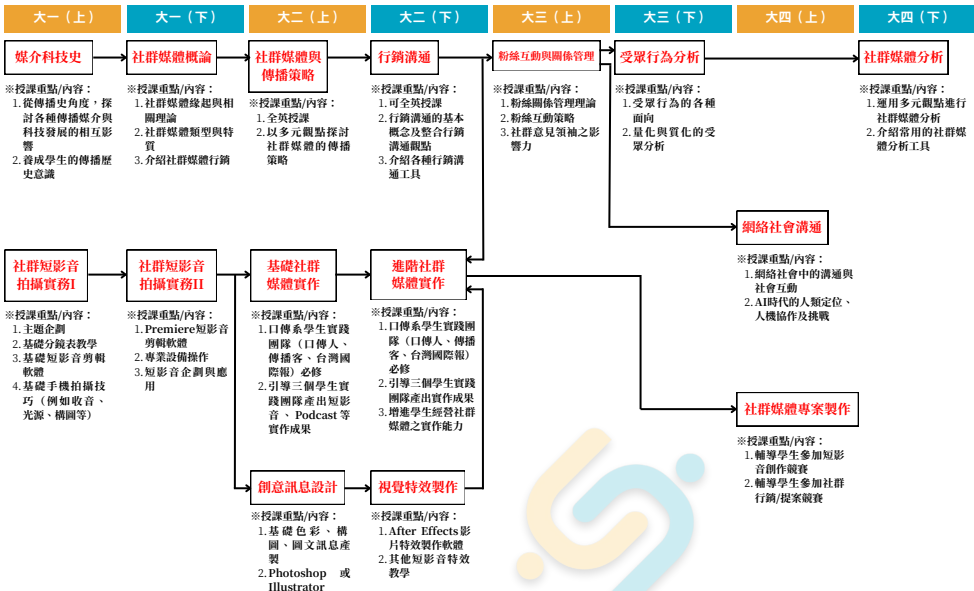 大一（上）
大一（下）
大二（上）
大二（下）
大三（上）
大三（下）
大四（上）
大四（下）
媒介科技史
※授課重點/內容：
1.從傳播史角度，探
討各種傳播媒介與
科技發展的相互影
響
2.養成學生的傳播歷
史意識
社群媒體概論
※授課重點/內容：
1.社群媒體緣起與相
關理論
2.社群媒體類型與特
質
3.介紹社群媒體行銷
社群媒體與
傳播策略
※授課重點/內容：
1.全英授課
2.以多元觀點探討
社群媒體的傳播
策略
行銷溝通
※授課重點/內容：
1.可全英授課
2.行銷溝通的基本
概念及整合行銷
溝通觀點
3.介紹各種行銷溝
通工具
粉絲互動與關係管理
※授課重點/內容：
1.粉絲關係管理理論
2.粉絲互動策略
3.社群意見領袖之影
響力
受眾行為分析
※授課重點/內容：
1.受眾行為的各種
面向
2.量化與質化的受
眾分析
社群媒體分析
※授課重點/內容：
1.運用多元觀點進行
社群媒體分析
2.介紹常用的社群媒
體分析工具
網絡社會溝通
※授課重點/內容：
1.網絡社會中的溝通與
社會互動
2.AI時代的人類定位、
人機協作及挑戰
社群短影音
拍攝實務I
※授課重點/內容：
1.主題企劃
2.基礎分鏡表教學
3.基礎短影音剪輯
軟體
4.基礎手機拍攝技
巧（例如收音、
光源、構圖等）
社群短影音
拍攝實務II
※授課重點/內容：
1.Premiere短影音
剪輯軟體
2.專業設備操作
3.短影音企劃與應
用
基礎社群
媒體實作
※授課重點/內容：
1.口傳系學生實踐
團隊（口傳人、
傳播客、台灣國
際報）必修
2.引導三個學生實
踐團隊產出短影
音、Podcast等
實作成果
進階社群
媒體實作
※授課重點/內容：
1.口傳系學生實踐團
隊（口傳人、傳播
客、台灣國際報）
必修
2.引導三個學生實踐
團隊產出實作成果
3.增進學生經營社群
媒體之實作能力
社群媒體專案製作
※授課重點/內容：
1.輔導學生參加短影
音創作競賽
2.輔導學生參加社群
行銷/提案競賽
創意訊息設計
※授課重點/內容：
1.基礎色彩、構
圖、圖文訊息產
製
2.Photoshop 或
Illustrator
視覺特效製作
※授課重點/內容：
1.After Effects影
片特效製作軟體
2.其他短影音特效
教學